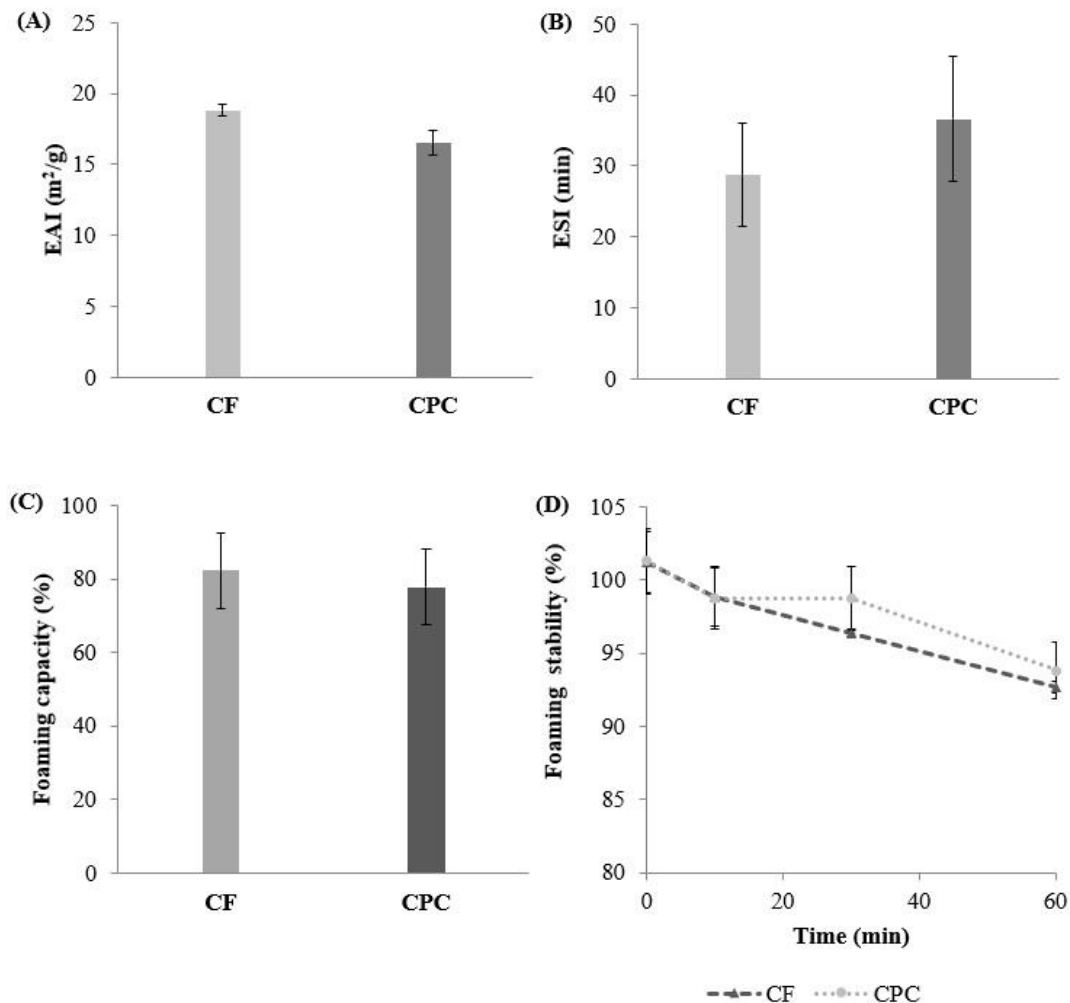 (A)
EAI (m²/g)
25
20
15
10
5
0
CF CPC
(B)
ESI (min)
50
40
30
20
10
0
CF CPC
(C)
Foaming capacity (%)
100
80
60
40
20
0
CF CPC
(D)
Foaming stability (%)
105
100
95
90
85
80
0 20 40 60
Time (min)
CF CPC